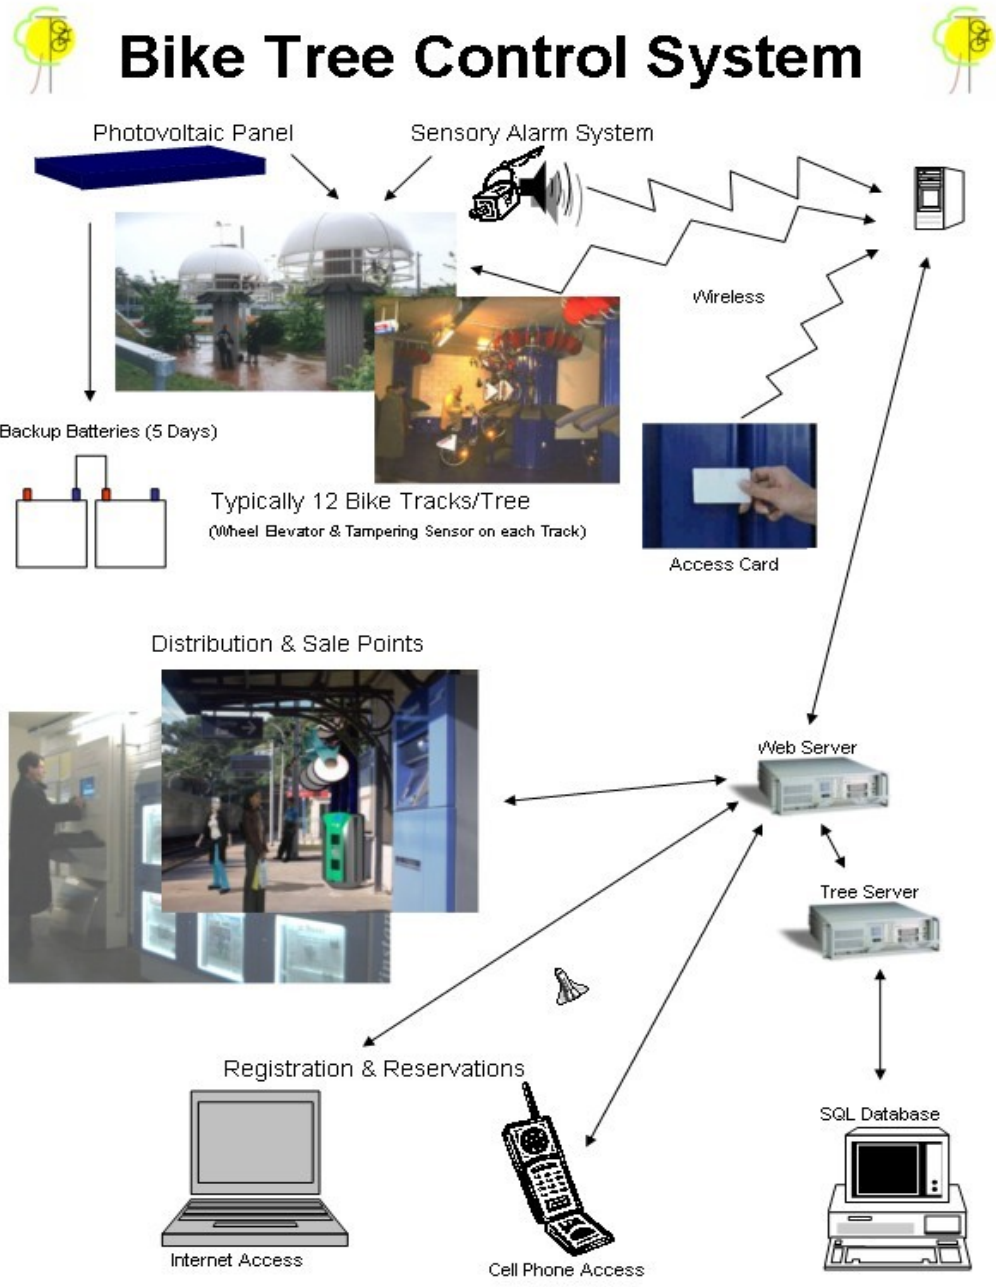 Bike Tree Control System
Photovoltaic Panel
Sensory Alarm System
Wireless
Backup Batteries (5 Days)
Typically 12 Bike Tracks/Tree
(Wheel Elevator & Tampering Sensor on each Track)
Access Card
Distribution & Sale Points
Web Server
Tree Server
Registration & Reservations
SQL Database
Internet Access
Cell Phone Access